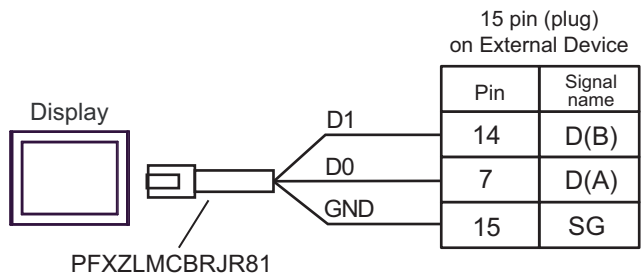 15 pin (plug)
on External Device
Display
Pin
Signal
name
D1
14
D(B)
D0
7
D(A)
GND
15
SG
PFXZLMCBRJR81